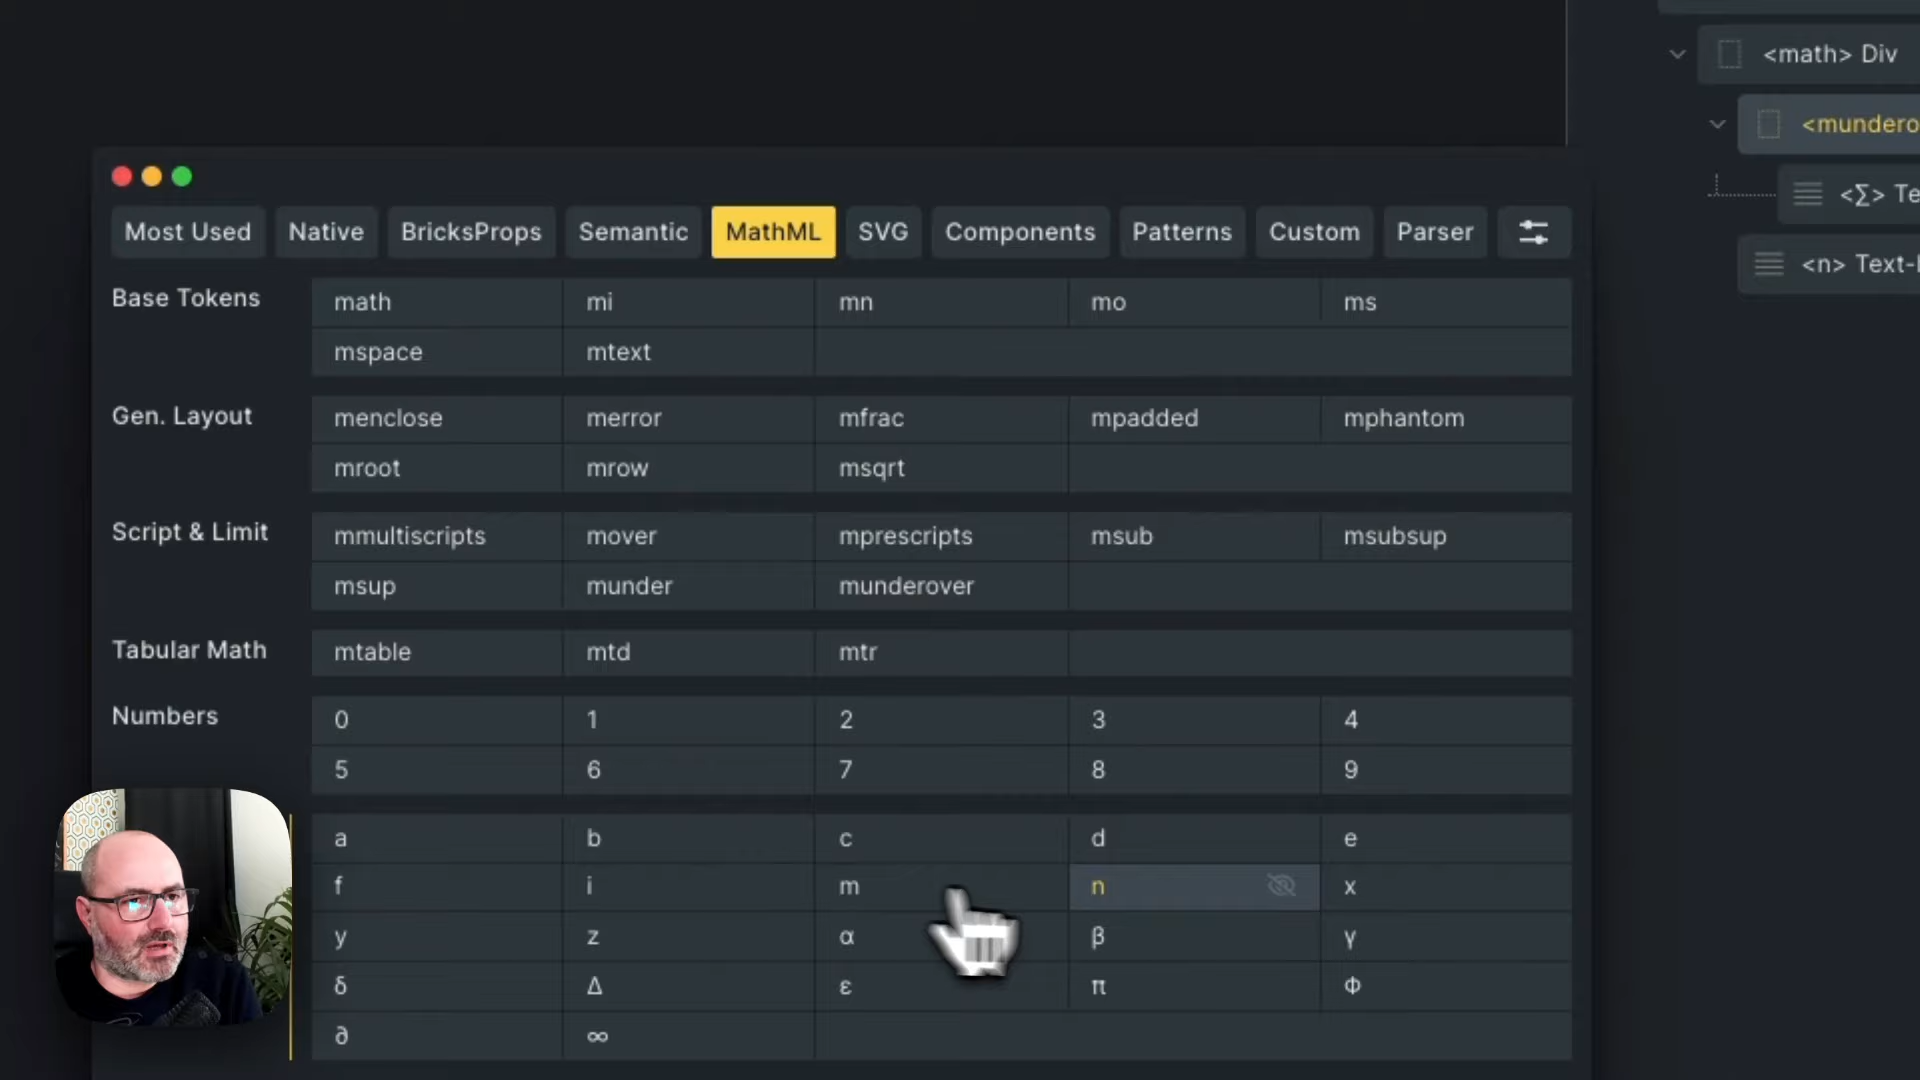 <math> Div
<mundero
<∑> Te
<n> Text-
Most Used Native BricksProps Semantic MathML SVG Components Patterns Custom Parser
Base Tokens math mi mn mo ms
mspace mtext
Gen. Layout menclose merror mfrac mpadded mphantom
mroot mrow msqrt
Script & Limit mmultiscripts mover mprescripts msub msubsup
msup munder munderover
Tabular Math mtable mtd mtr
Numbers 0 1 2 3 4
5 6 7 8 9
a b c d e
f i m n x
y z α β γ
δ Δ ε π Φ
∂ ∞